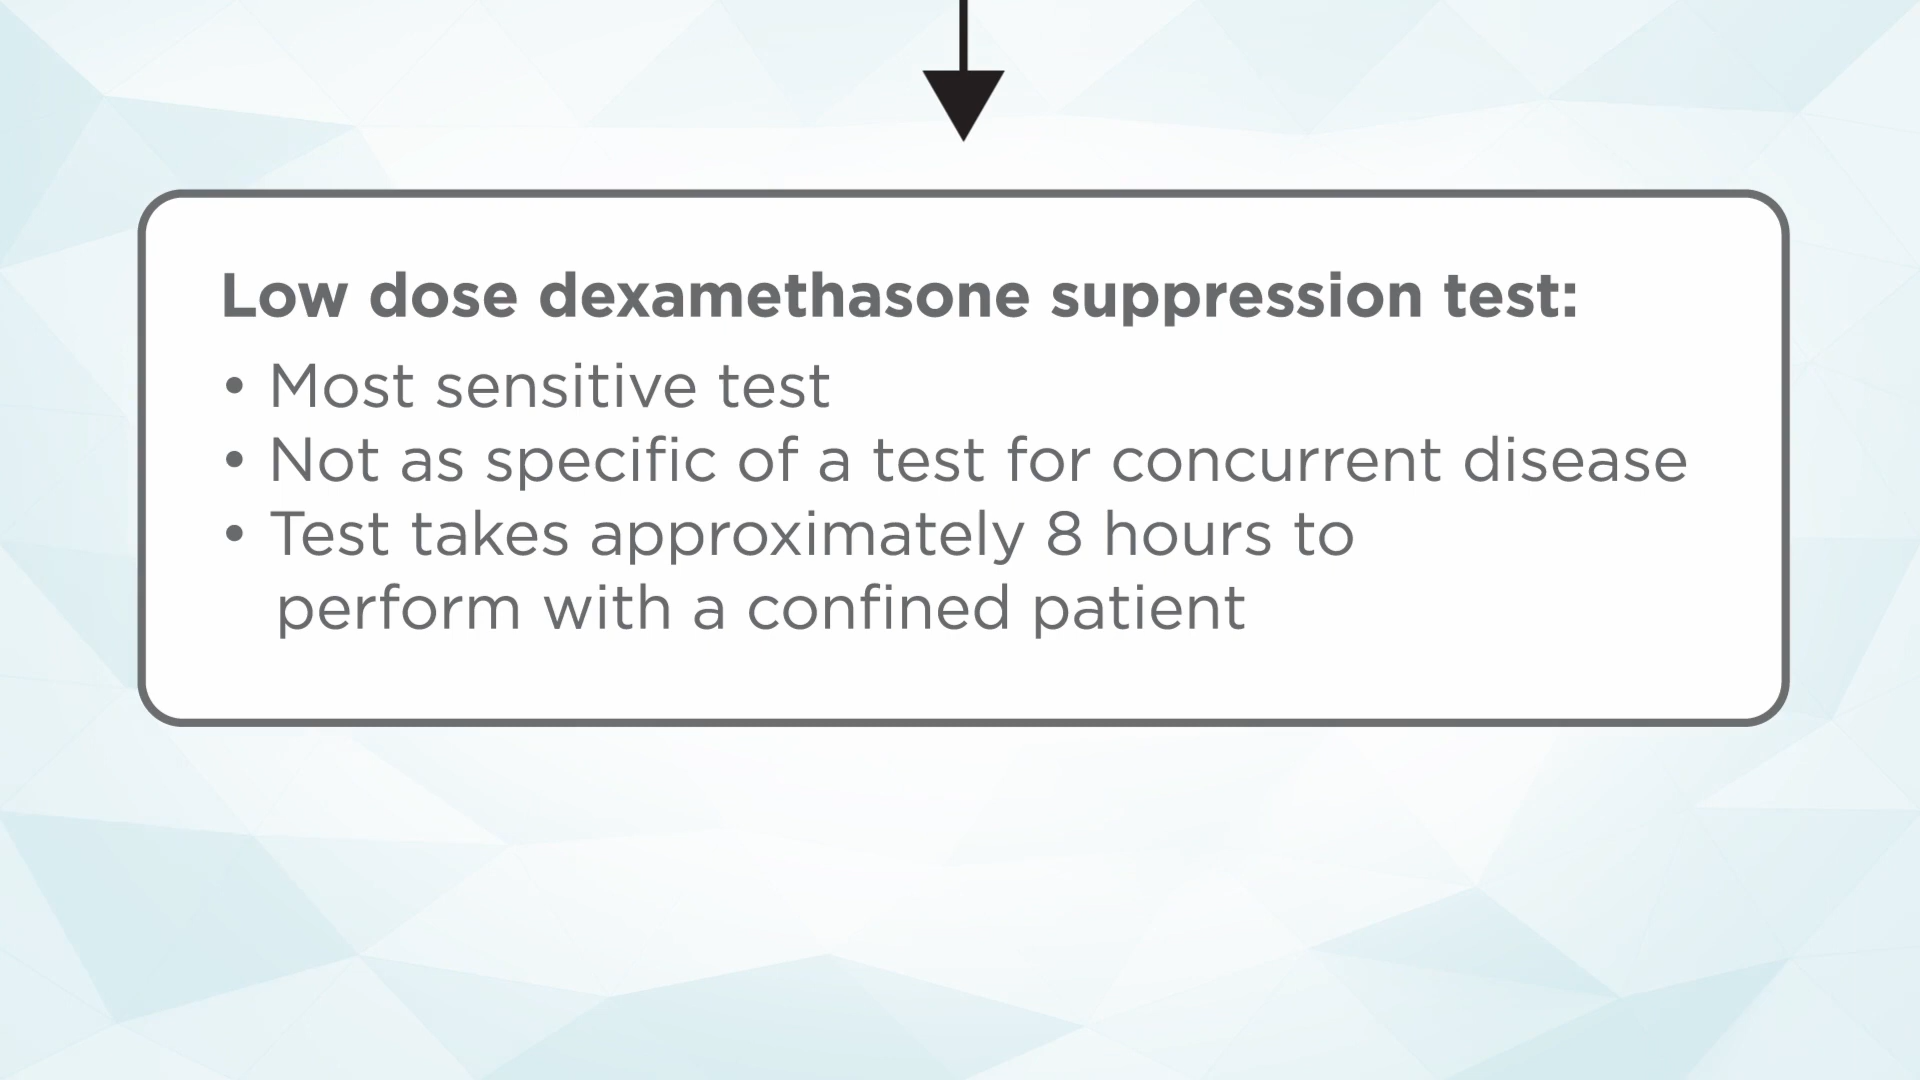 Low dose dexamethasone suppression test:
• Most sensitive test
• Not as specific of a test for concurrent disease
• Test takes approximately 8 hours to
perform with a confined patient